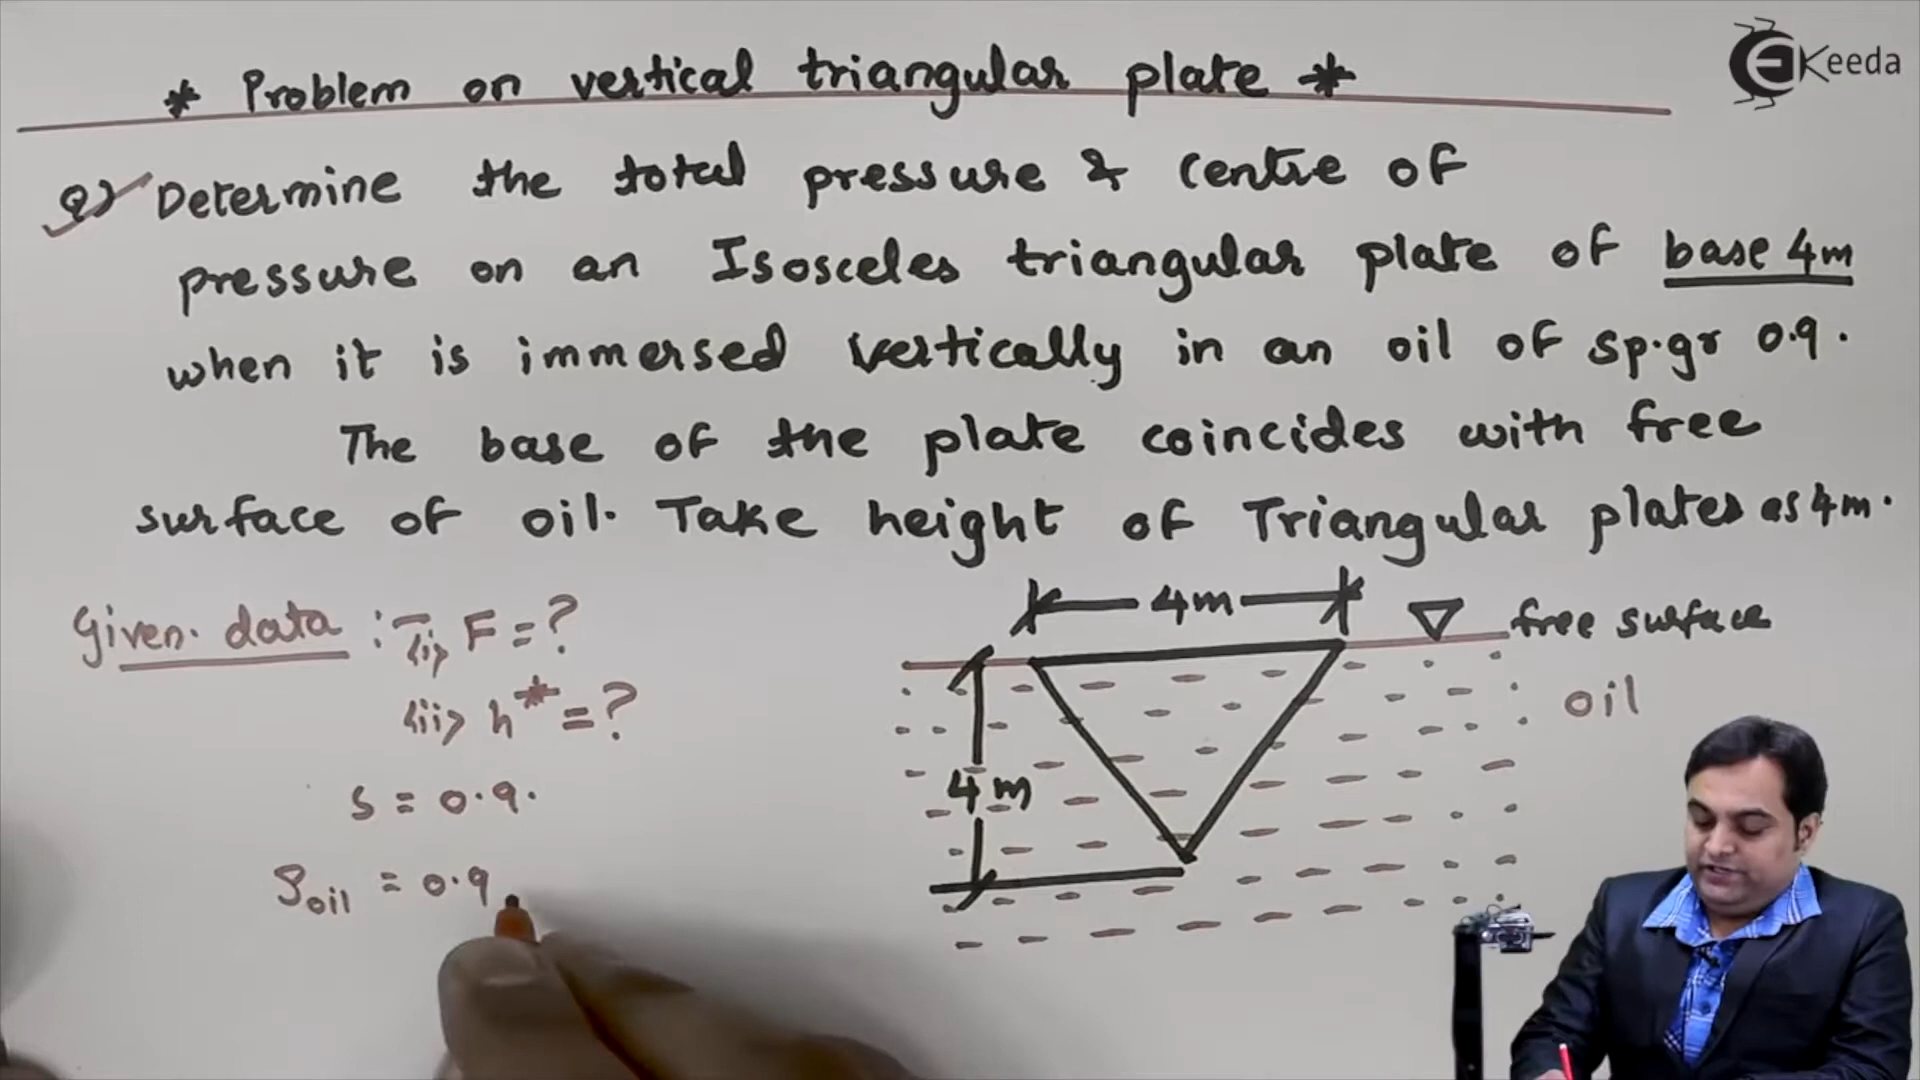 EKeeda
* Problem on vertical triangular plate *
Q) Determine the total pressure & centre of
pressure on an Isosceles triangular plate of base 4m
when it is immersed vertically in an oil of sp.gr 0.9.
The base of the plate coincides with free
surface of oil. Take height of Triangular plates as 4m.
Given data :- (i) F = ?
(ii) h* = ?
S = 0.9.
ρoil = 0.9
4m
free surface
oil
4m